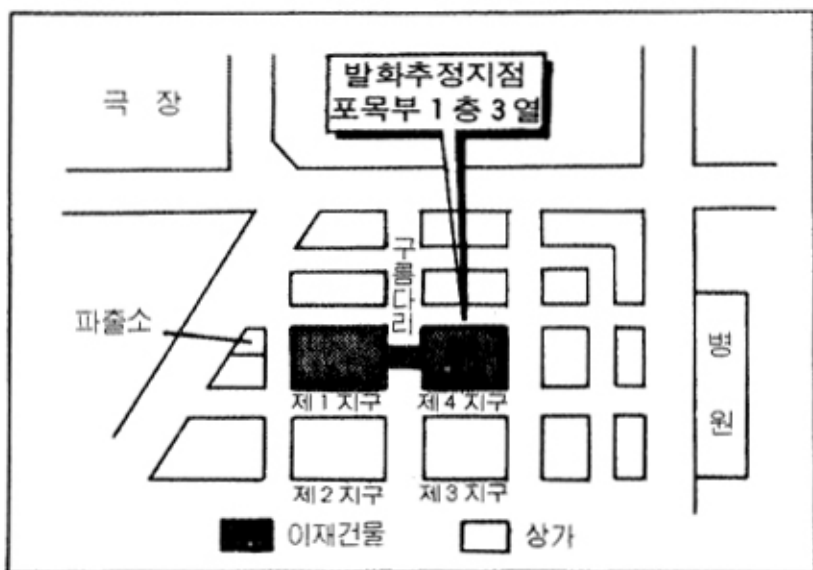 극 장
발화추정지점
포목부 1 층 3 열
구름다리
파출소
병원
제 1 지구
제 4 지구
제 2 지구
제 3 지구
이재건물
상가